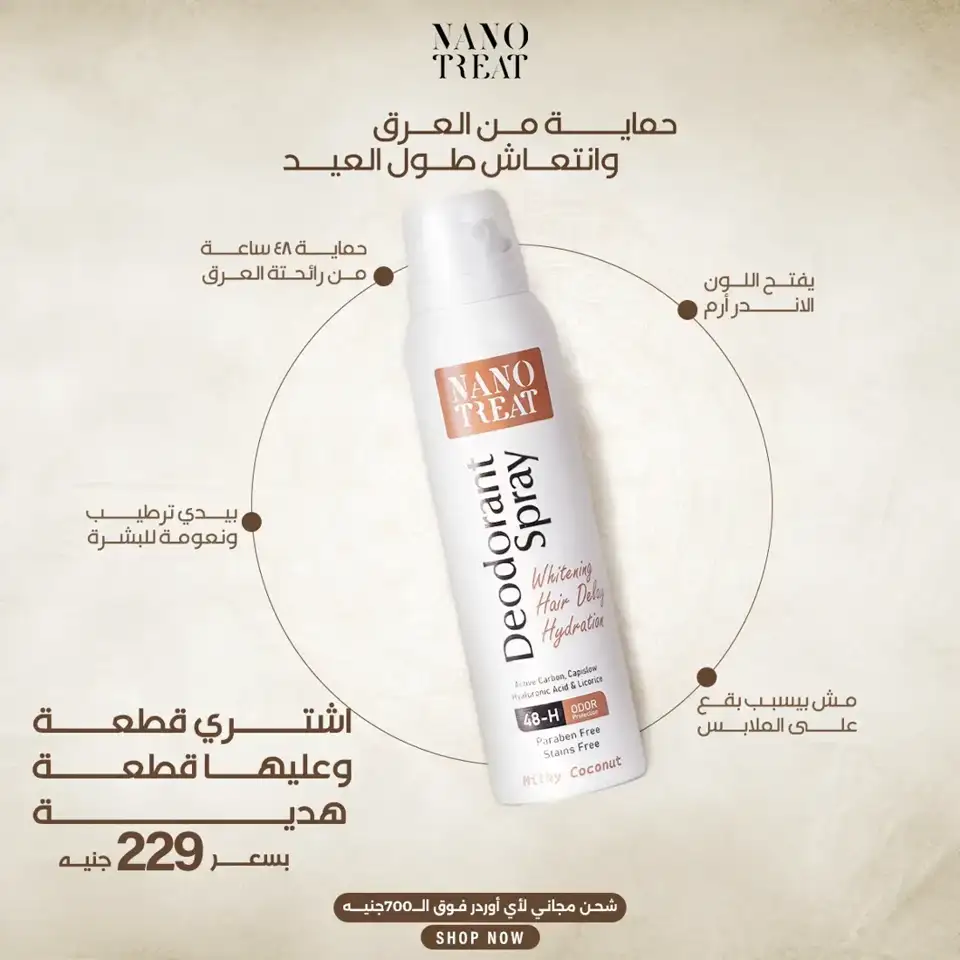 NANO
TREAT
حماية من العرق
وانتعاش طول العيد
حماية ٤٨ ساعة
من رائحتة العرق
يفتح اللون
الاندر أرم
بيدي ترطيب
ونعومة للبشرة
مش بيسبب بقع
على الملابس
NANO
TREAT
Deodorant
Spray
Whitening
Hair Delay
Hydration
Active Carbon, Capislow
Hyaluronic Acid & Licorice
48-H
ODOR
Protection
Paraben Free
Stains Free
Milky Coconut
اشتري قطعة
وعليها قطعة
هدية
بسعر 229 جنيه
شحن مجاني لأي أوردر فوق الـ700جنيه
SHOP NOW